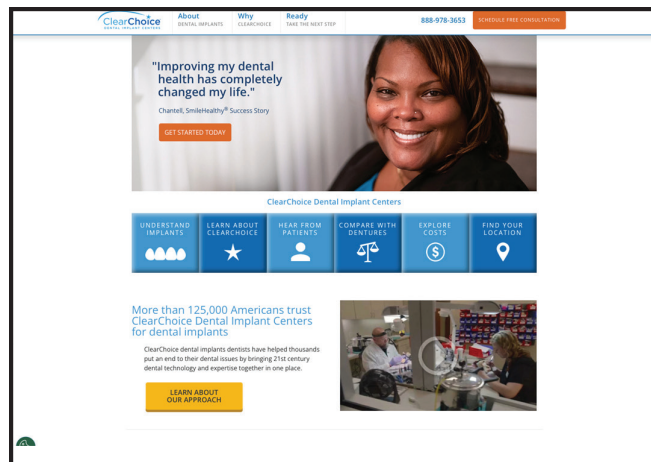 ClearChoice®
DENTAL IMPLANT CENTERS
About
DENTAL IMPLANTS
Why
CLEARCHOICE
Ready
TAKE THE NEXT STEP
888-978-3653
SCHEDULE FREE CONSULTATION
"Improving my dental
health has completely
changed my life."
Chantell, SmileHealthy® Success Story
GET STARTED TODAY
ClearChoice Dental Implant Centers
UNDERSTAND
IMPLANTS
LEARN ABOUT
CLEARCHOICE
HEAR FROM
PATIENTS
COMPARE WITH
DENTURES
EXPLORE
COSTS
$
FIND YOUR
LOCATION
More than 125,000 Americans trust
ClearChoice Dental Implant Centers
for dental implants
ClearChoice dental implants dentists have helped thousands
put an end to their dental issues by bringing 21st century
dental technology and expertise together in one place.
LEARN ABOUT
OUR APPROACH